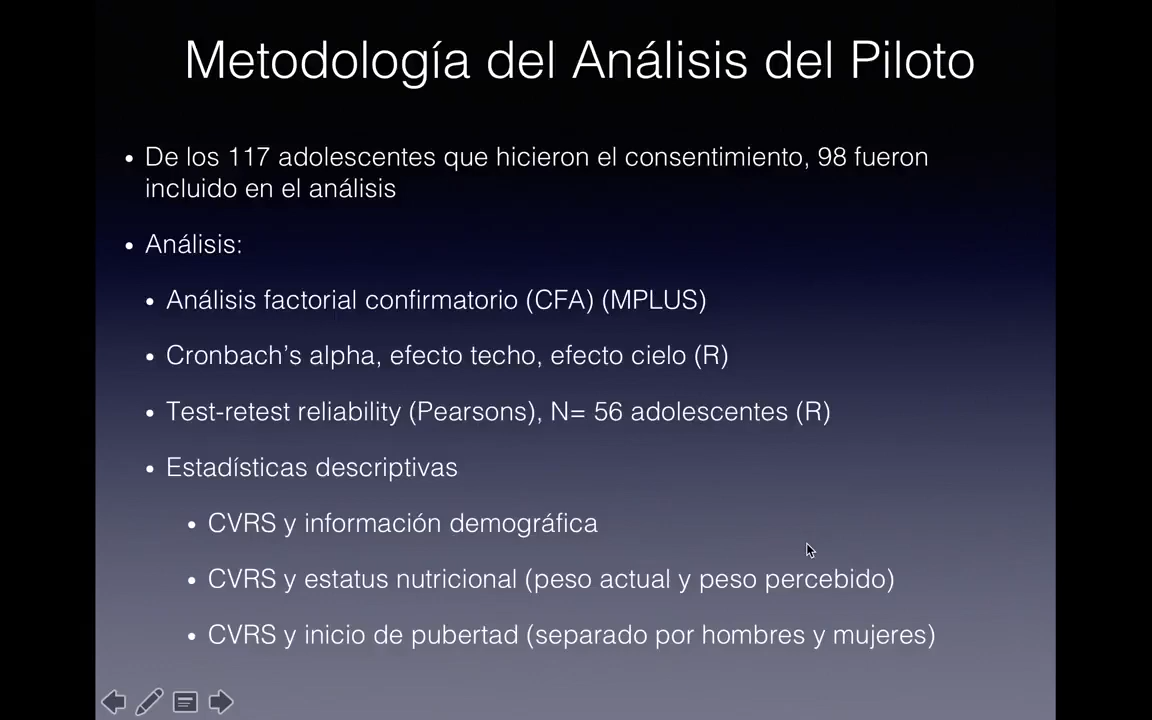 Metodología del Análisis del Piloto
• De los 117 adolescentes que hicieron el consentimiento, 98 fueron
incluido en el análisis
• Análisis:
• Análisis factorial confirmatorio (CFA) (MPLUS)
• Cronbach’s alpha, efecto techo, efecto cielo (R)
• Test-retest reliability (Pearsons), N= 56 adolescentes (R)
• Estadísticas descriptivas
• CVRS y información demográfica
• CVRS y estatus nutricional (peso actual y peso percebido)
• CVRS y inicio de pubertad (separado por hombres y mujeres)